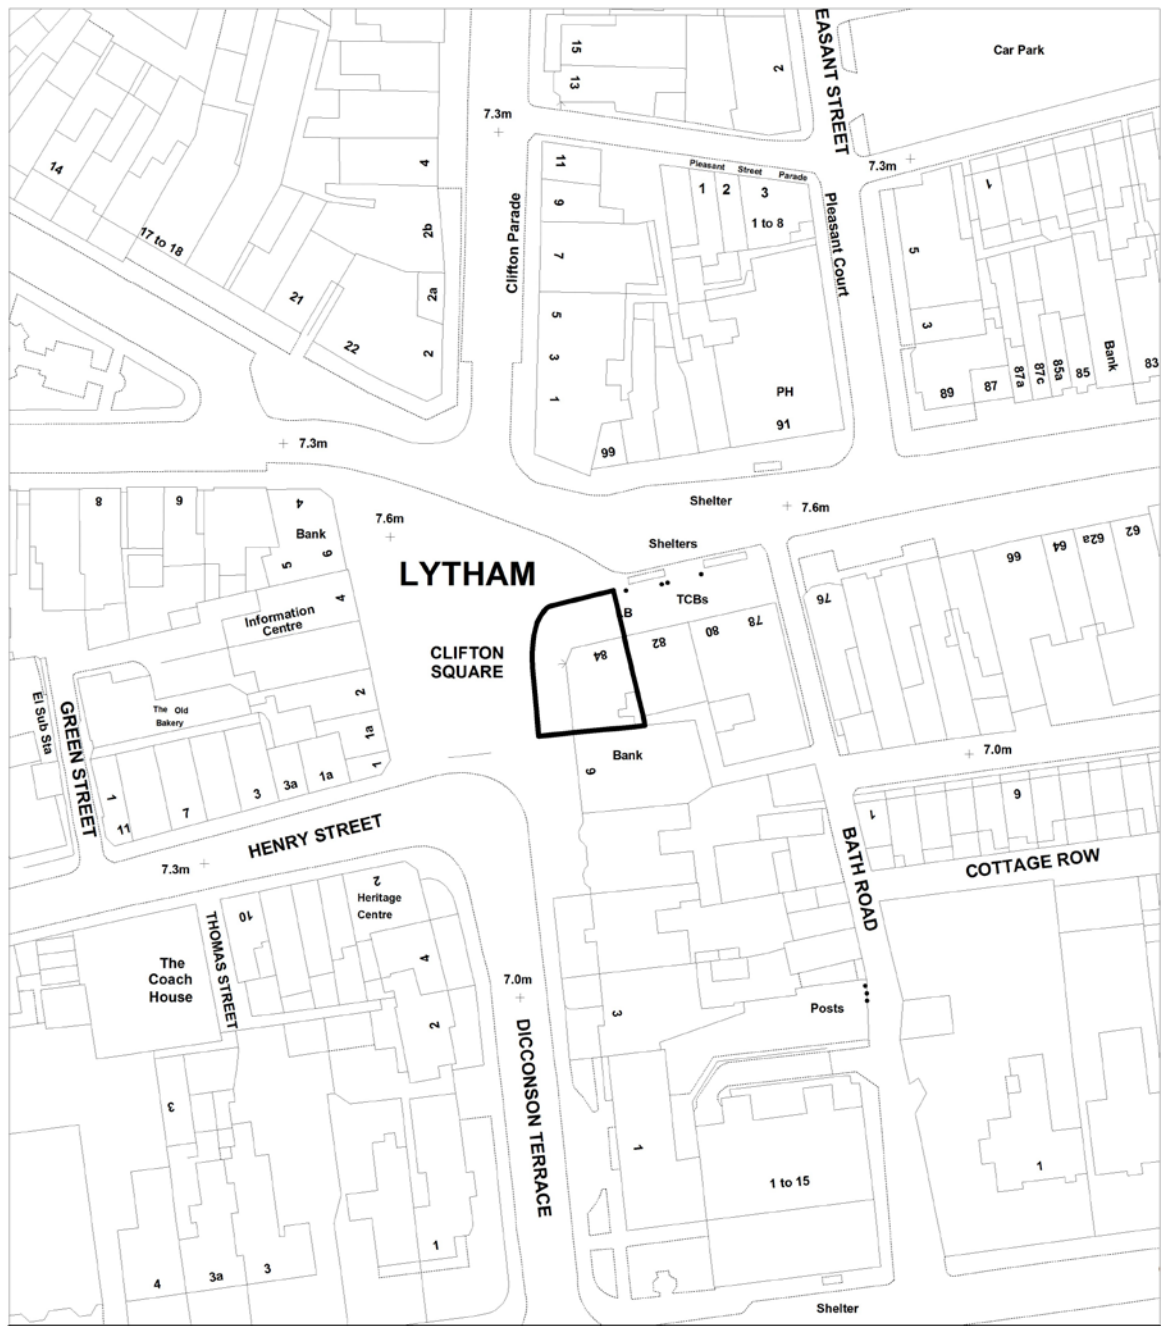 EASANT STREET
Car Park
15
13
2
7.3m
7.3m
14
4
11
Pleasant Street Parade
1
2
3
1 to 8
1
9
2b
17 to 18
Clifton Parade
7
Pleasant Court
5
21
2a
5
3
22
2
3
Bank
83
1
PH
89
87
87a
87c
85a
85
7.3m
99
91
Shelter
7.6m
8
6
4
Bank
6
5
7.6m
Shelters
62
62a
64
66
LYTHAM
TCBs
76
4
Information
Centre
B
82
80
78
84
CLIFTON
SQUARE
El Sub Sta
GREEN STREET
The Old
Bakery
2
1a
1
Bank
7.0m
6
1
11
7
3
3a
1a
9
1
HENRY STREET
BATH ROAD
COTTAGE ROW
7.3m
2
Heritage
Centre
10
THOMAS STREET
The
Coach
House
4
7.0m
2
3
Posts
DICCONSON TERRACE
3
1
1 to 15
1
1
4
3a
3
Shelter